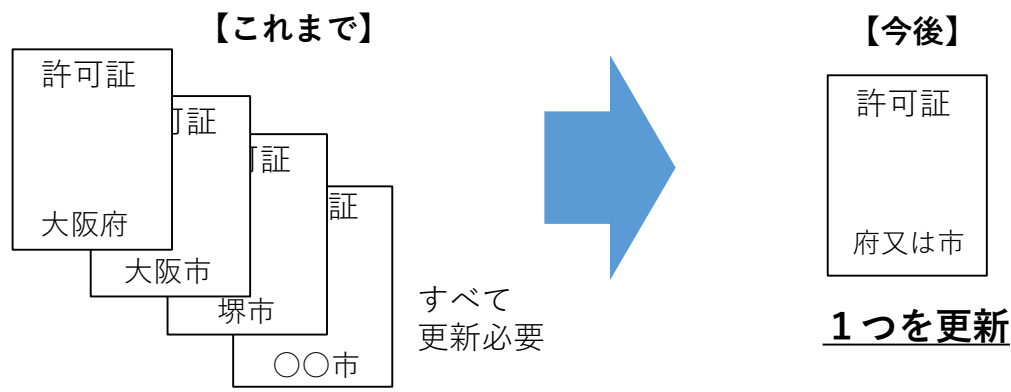 【これまで】
許可証
大阪府
可証
大阪市
可証
堺市
証
○○市
すべて
更新必要
【今後】
許可証
府又は市
１つを更新